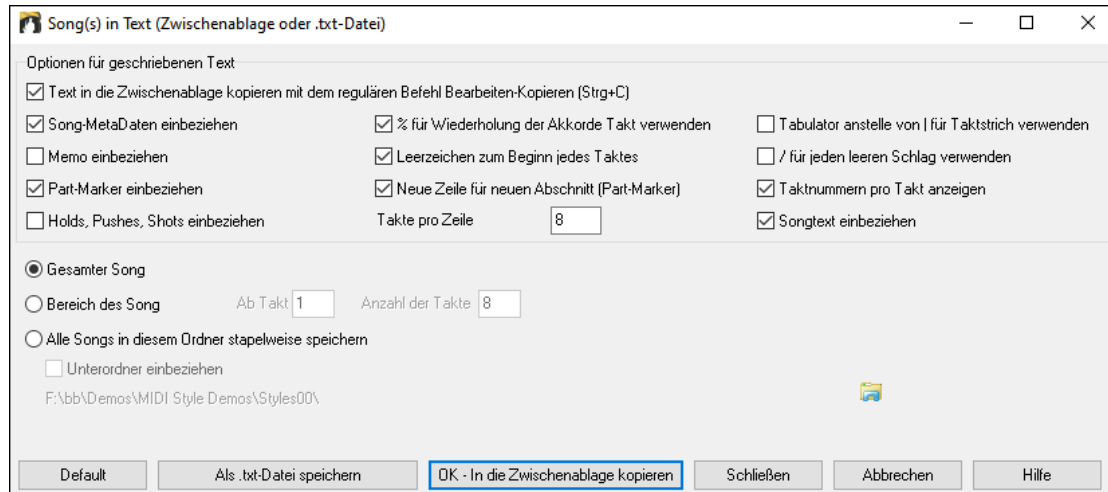 Song(s) in Text (Zwischenablage oder .txt-Datei)
Optionen für geschriebenen Text
Text in die Zwischenablage kopieren mit dem regulären Befehl Bearbeiten-Kopieren (Strg+C)
Song-MetaDaten einbeziehen
% für Wiederholung der Akkorde Takt verwenden
Tabulator anstelle von | für Taktstrich verwenden
Memo einbeziehen
Leerzeichen zum Beginn jedes Taktes
/ für jeden leeren Schlag verwenden
Part-Marker einbeziehen
Neue Zeile für neuen Abschnitt (Part-Marker)
Taktnummern pro Takt anzeigen
Holds, Pushes, Shots einbeziehen
Takte pro Zeile 8
Songtext einbeziehen
Gesamter Song
Bereich des Song Ab Takt 1 Anzahl der Takte 8
Alle Songs in diesem Ordner stapelweise speichern
Unterordner einbeziehen
F:\bb\Demos\MIDI Style Demos\Styles00\
Default Als .txt-Datei speichern OK - In die Zwischenablage kopieren Schließen Abbrechen Hilfe